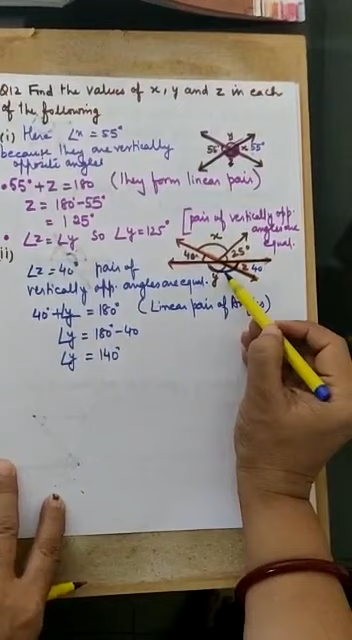 Q12 Find the values of x, y and z in each
of the following
(i) Here ∠x = 55°
because they are vertically
opposite angles
y
55° x 55°
55° + Z = 180 (They form linear pair)
Z = 180° - 55°
= 125°
∠Z = ∠y So ∠y = 125° [pair of vertically opp.
angles are
equal.
(ii)
x
40° 25°
y z 40°
∠Z = 40° pair of
vertically opp. angles are equal.
40° + ∠y = 180° (Linear pair of Angles)
∠y = 180° - 40
∠y = 140°